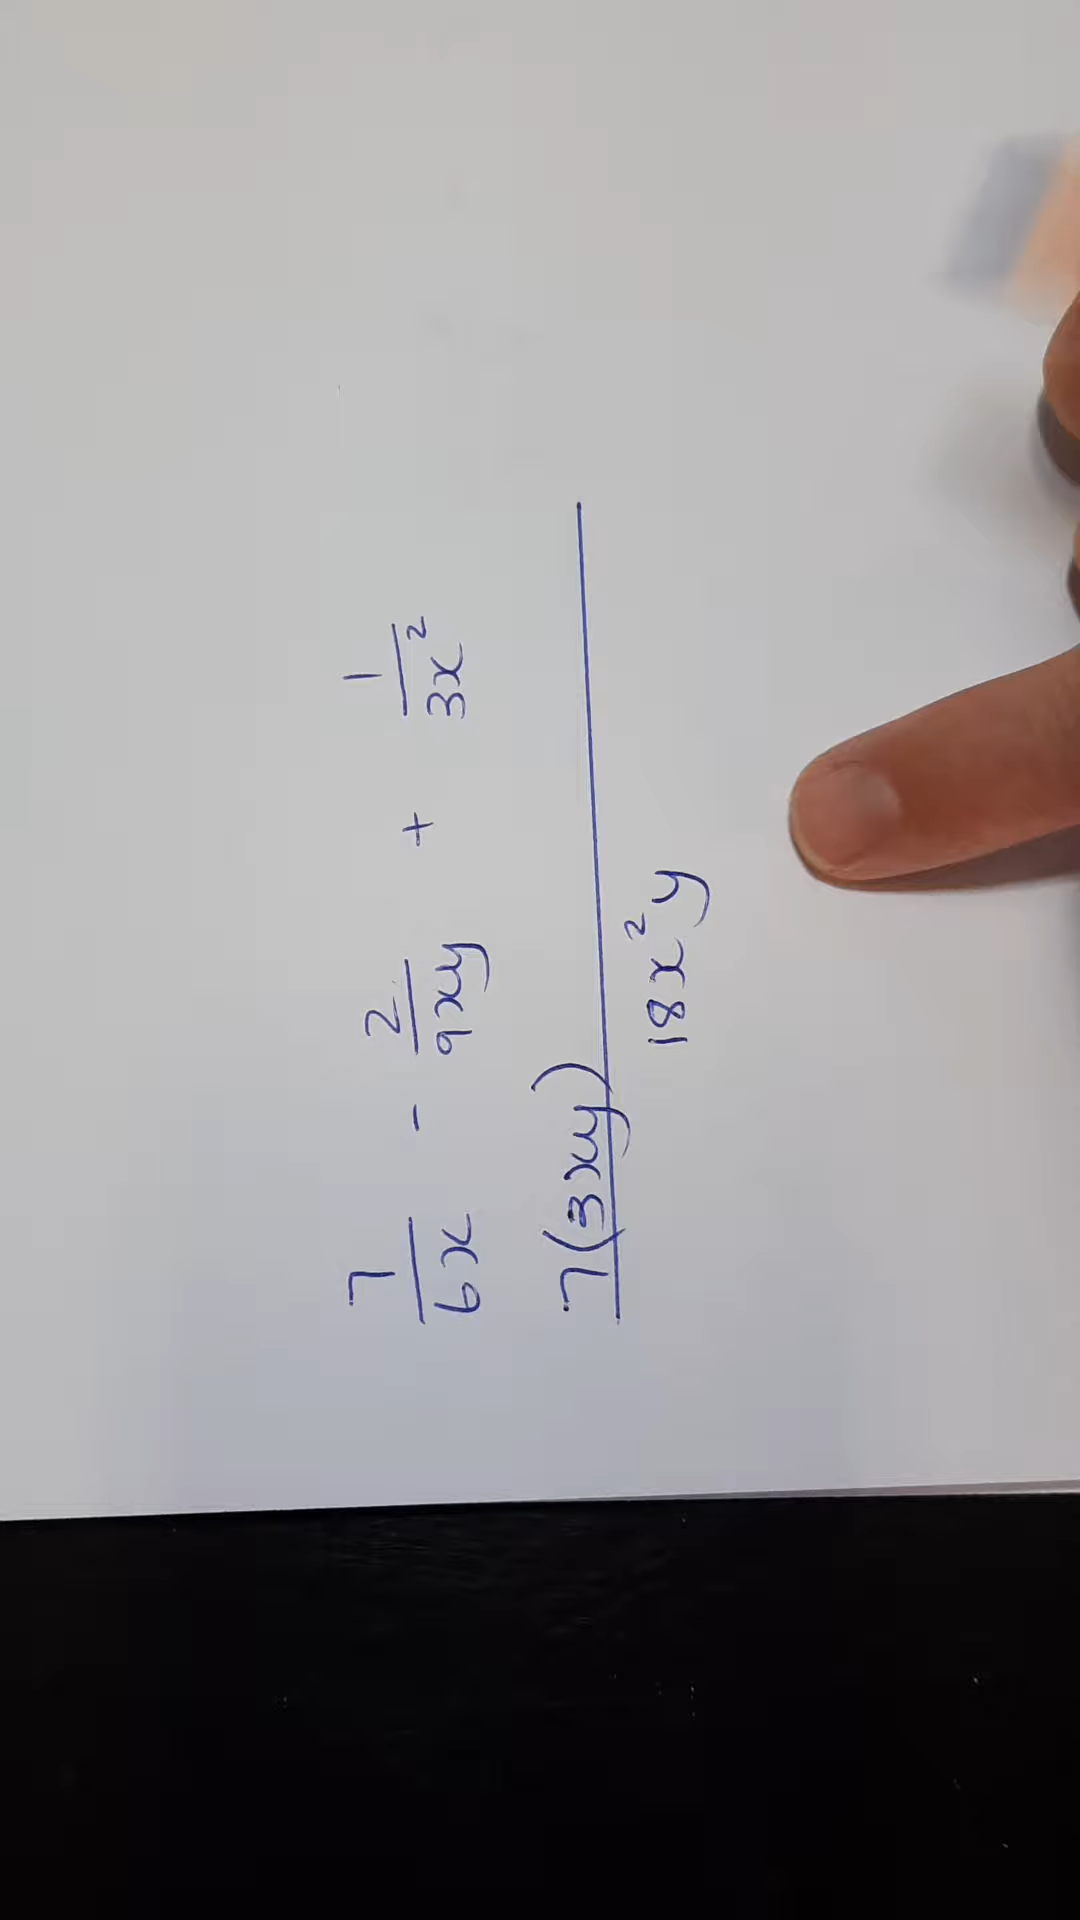 7/6x - 2/9xy + 1/3x²
7(3xy)
18x²y